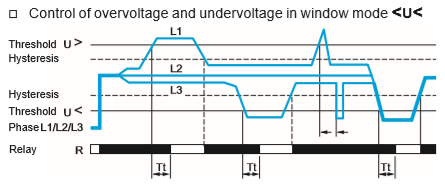 □ Control of overvoltage and undervoltage in window mode <U<
L1
Threshold U >
Hysteresis
L2
L3
Hysteresis
Threshold U <
Phase L1/L2/L3
Relay R
Tt Tt Tt